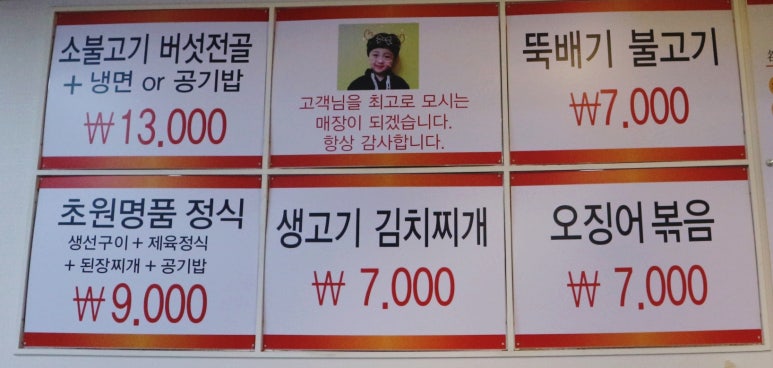 소불고기 버섯전골
+ 냉면 or 공기밥
₩13,000
고객님을 최고로 모시는
매장이 되겠습니다.
항상 감사합니다.
뚝배기 불고기
₩7,000
초원명품 정식
생선구이 + 제육정식
+ 된장찌개 + 공기밥
₩9,000
생고기 김치찌개
₩ 7,000
오징어 볶음
₩ 7,000